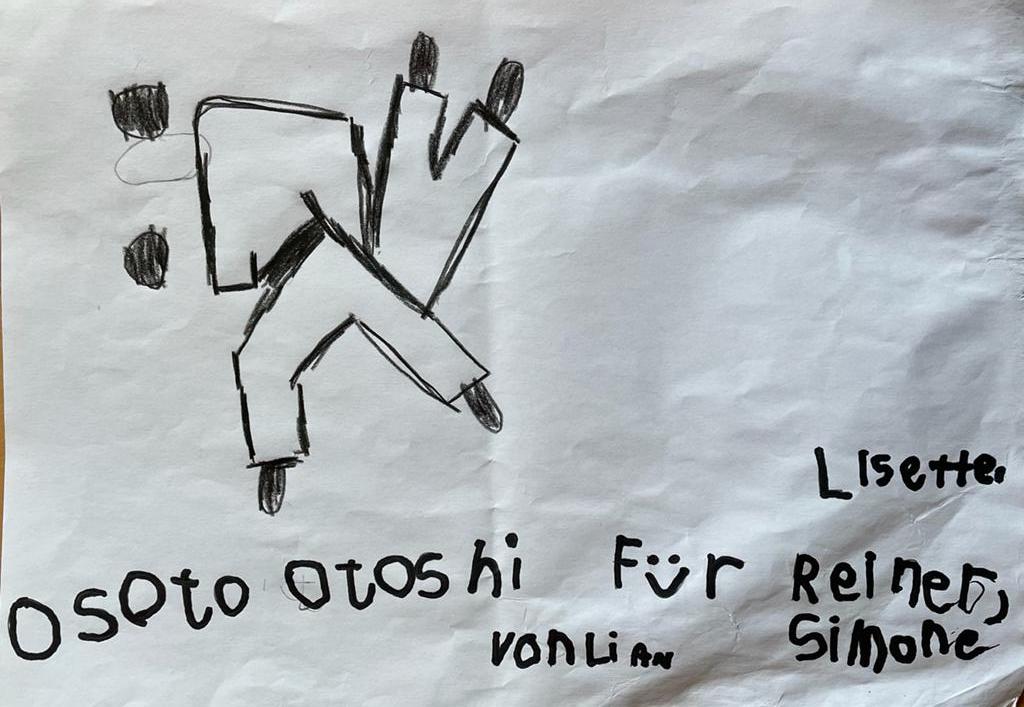 Lisette,
Osoto otoshi Für Reiner,
von Lian Simone